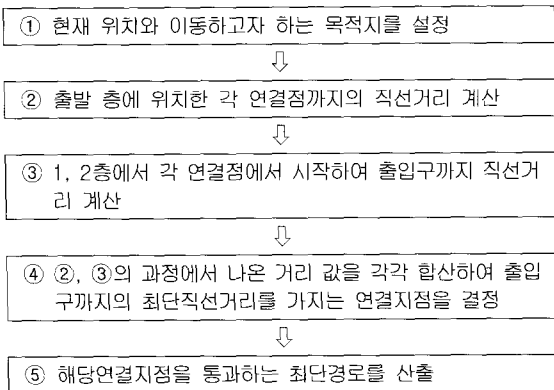 ① 현재 위치와 이동하고자 하는 목적지를 설정
② 출발 층에 위치한 각 연결점까지의 직선거리 계산
③ 1, 2층에서 각 연결점에서 시작하여 출입구까지 직선거
리 계산
④ ②, ③의 과정에서 나온 거리 값을 각각 합산하여 출입
구까지의 최단직선거리를 가지는 연결지점을 결정
⑤ 해당연결지점을 통과하는 최단경로를 산출